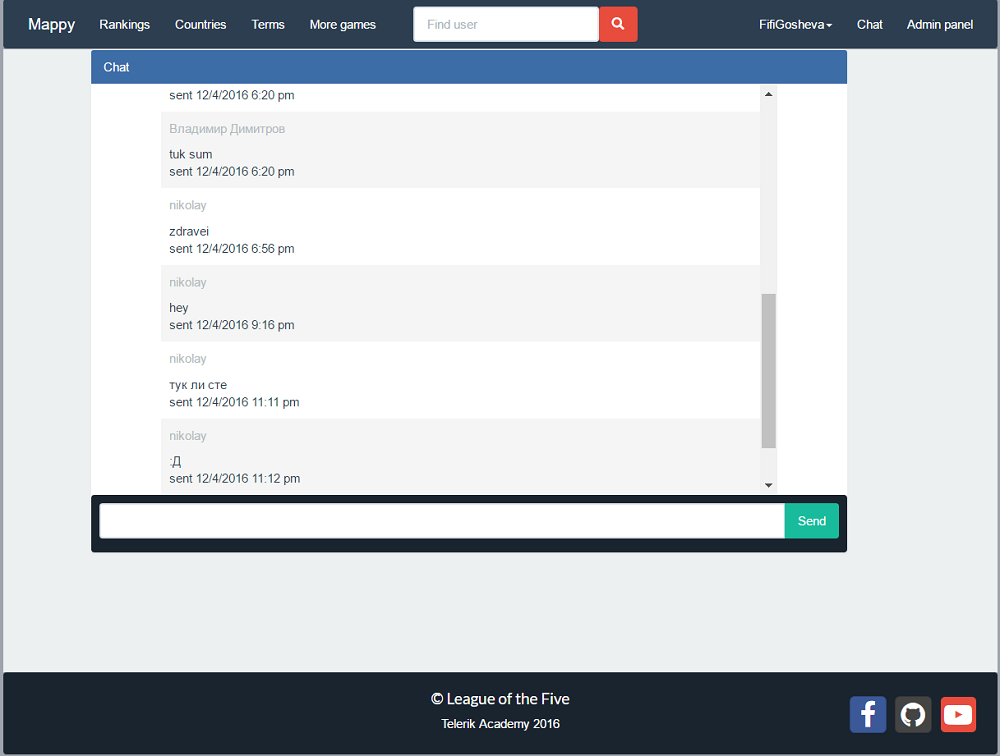 Mappy Rankings Countries Terms More games Find user FifiGosheva Chat Admin panel
Chat
sent 12/4/2016 6:20 pm
Владимир Димитров
tuk sum
sent 12/4/2016 6:20 pm
nikolay
zdravei
sent 12/4/2016 6:56 pm
nikolay
hey
sent 12/4/2016 9:16 pm
nikolay
тук ли сте
sent 12/4/2016 11:11 pm
nikolay
:Д
sent 12/4/2016 11:12 pm
Send
© League of the Five
Telerik Academy 2016